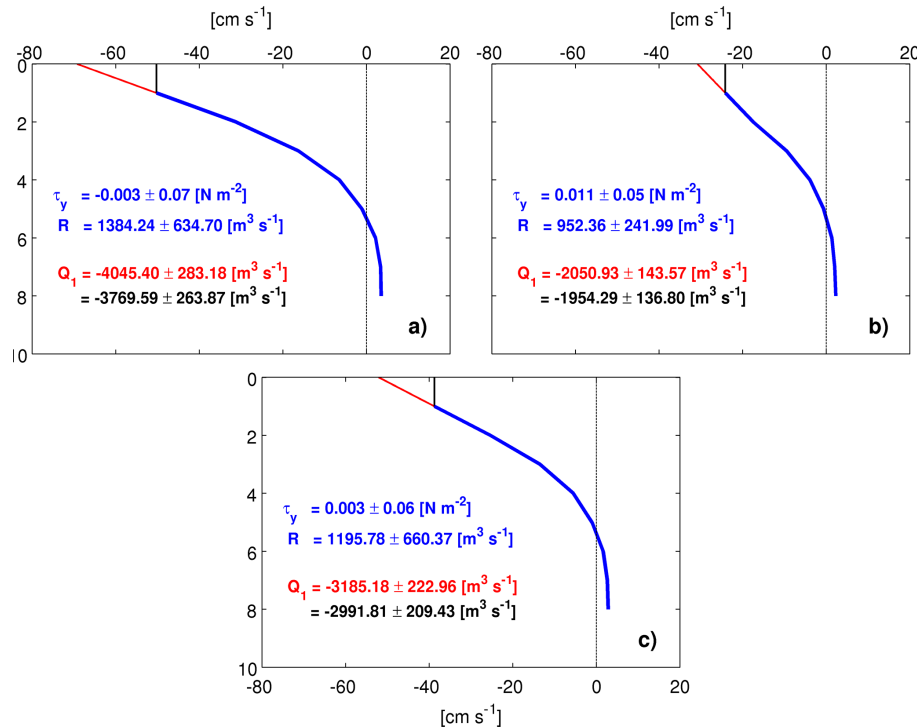 [cm s⁻¹]
[cm s⁻¹]
-80 -60 -40 -20 0 20
-80 -60 -40 -20 0 20
0
2
4
6
8
10
τy = -0.003 ± 0.07 [N m⁻²]
R = 1384.24 ± 634.70 [m³ s⁻¹]
Q₁ = -4045.40 ± 283.18 [m³ s⁻¹]
= -3769.59 ± 263.87 [m³ s⁻¹]
a)
τy = 0.011 ± 0.05 [N m⁻²]
R = 952.36 ± 241.99 [m³ s⁻¹]
Q₁ = -2050.93 ± 143.57 [m³ s⁻¹]
= -1954.29 ± 136.80 [m³ s⁻¹]
b)
0
2
4
6
8
10
τy = 0.003 ± 0.06 [N m⁻²]
R = 1195.78 ± 660.37 [m³ s⁻¹]
Q₁ = -3185.18 ± 222.96 [m³ s⁻¹]
= -2991.81 ± 209.43 [m³ s⁻¹]
c)
-80 -60 -40 -20 0 20
[cm s⁻¹]